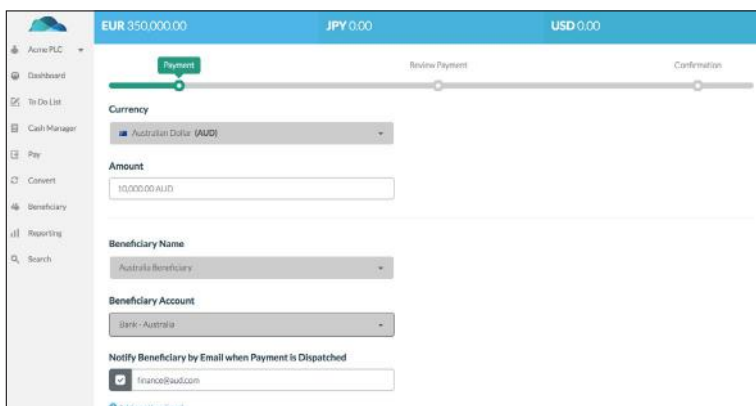 EUR 350,000.00 JPY 0.00 USD 0.00
Acme PLC
Dashboard
To Do List
Cash Manager
Pay
Convert
Beneficiary
Reporting
Search
Payment Review Payment Confirmation
Currency
Australian Dollar (AUD)
Amount
10,000.00 AUD
Beneficiary Name
Australia Beneficiary
Beneficiary Account
Bank - Australia
Notify Beneficiary by Email when Payment is Dispatched
finance@aud.com